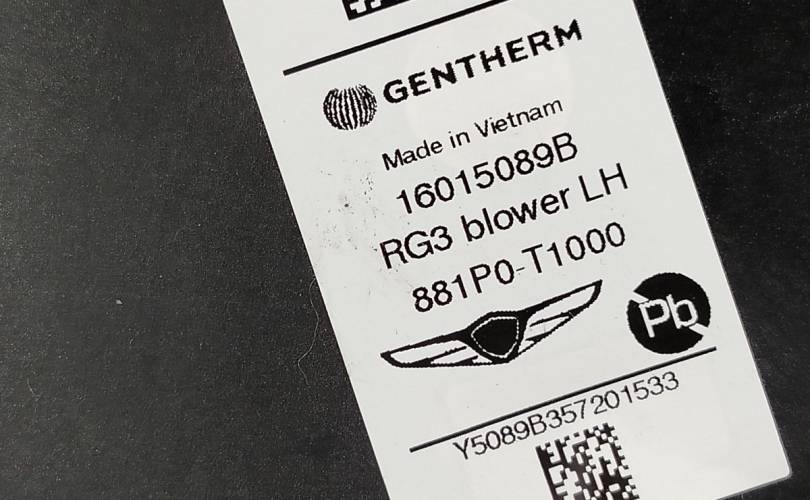 GENTHERM
Made in Vietnam
16015089B
RG3 blower LH
881P0-T1000
Pb
Y5089B357201533